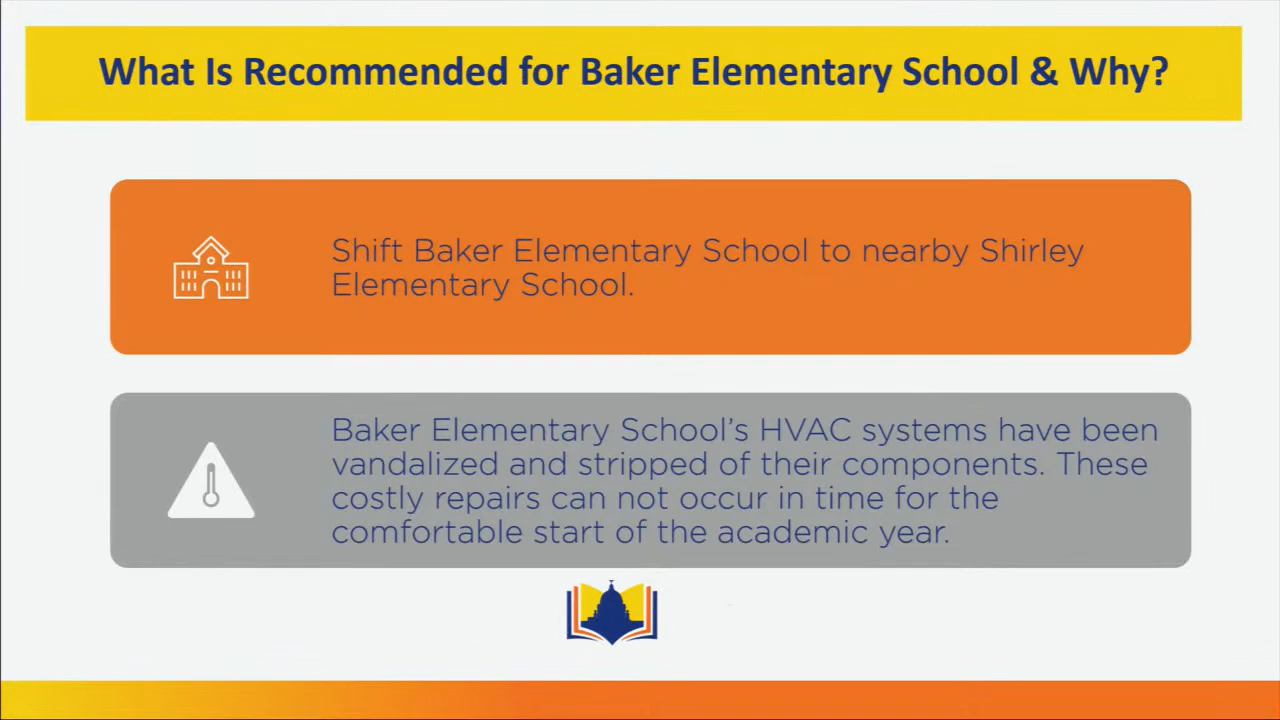 What Is Recommended for Baker Elementary School & Why?
Shift Baker Elementary School to nearby Shirley
Elementary School.
Baker Elementary School’s HVAC systems have been
vandalized and stripped of their components. These
costly repairs can not occur in time for the
comfortable start of the academic year.